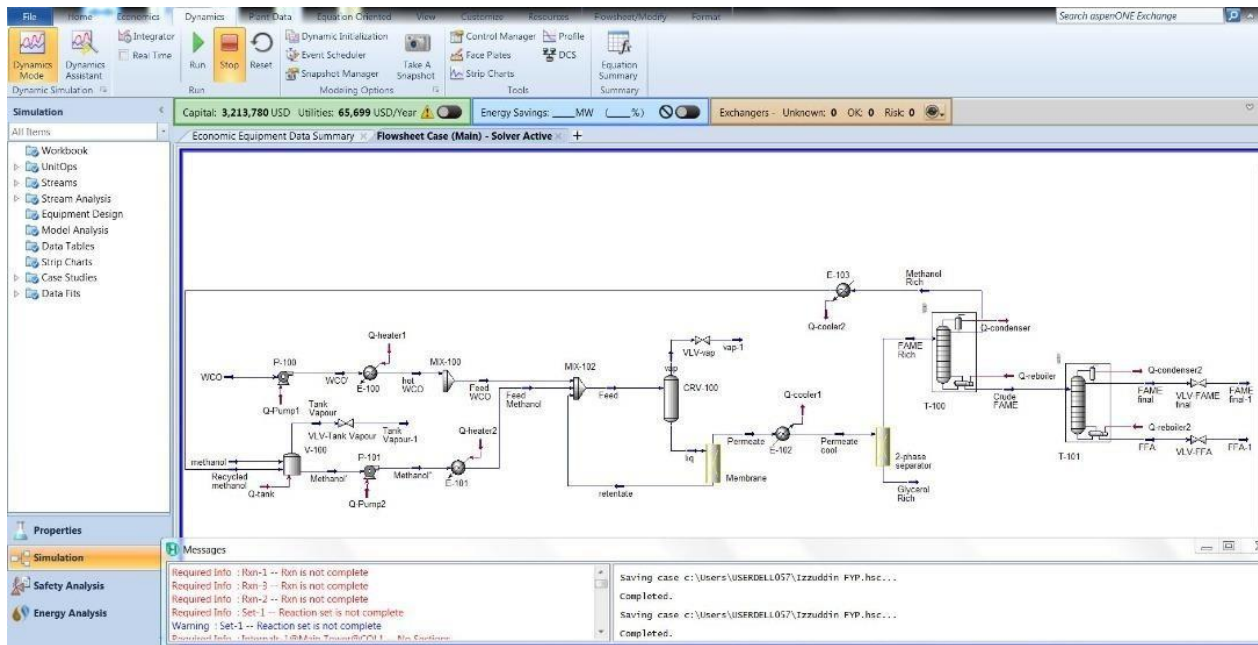 File Home Economics Dynamics Plant Data Equation Oriented View Customize Resources Flowsheet/Modify Format Search aspenONE Exchange
Dynamics Mode
Dynamics Assistant
Integrator
Real Time
Run
Stop
Reset
Dynamic Initialization
Event Scheduler
Snapshot Manager
Take A Snapshot
Control Manager
Face Plates
Strip Charts
Profile
DCS
Equation Summary
Dynamic Simulation
Run
Modeling Options
Tools
Summary
Simulation
All Items
Workbook
UnitOps
Streams
Stream Analysis
Equipment Design
Model Analysis
Data Tables
Strip Charts
Case Studies
Data Fits
Properties
Simulation
Safety Analysis
Energy Analysis
Capital: 3,213,780 USD Utilities: 65,699 USD/Year
Energy Savings: ____MW (____%)
Exchangers - Unknown: 0 OK: 0 Risk: 0
Economic Equipment Data Summary × Flowsheet Case (Main) - Solver Active × +
E-103
Methanol Rich
Q-cooler2
Q-condenser
FAME Rich
Q-heater1
P-100
MIX-100
MIX-102
VLV-vap
vap-1
vap
WCO
WCO'
E-100
hot WCO
Feed WCO
Feed Methanol
Feed
CRV-100
Q-Pump1
Tank Vapour
VLV-Tank Vapour
Tank Vapour-1
V-100
P-101
Q-heater2
Q-cooler1
Q-reboiler
T-100
Crude FAME
Q-condenser2
FAME final
VLV-FAME final
FAME final-1
Permeate
E-102
Permeate cool
methanol
Recycled methanol
Methanol'
Methanol"
E-101
Q-tank
Q-Pump2
liq
Membrane
retentate
2-phase separator
Glycerol Rich
Q-reboiler2
T-101
FFA
VLV-FFA
FFA-1
Messages
Required Info : Rxn-1 -- Rxn is not complete
Required Info : Rxn-3 -- Rxn is not complete
Required Info : Rxn-2 -- Rxn is not complete
Required Info : Set-1 -- Reaction set is not complete
Warning : Set-1 -- Reaction set is not complete
Required Info : Internals-1@Main Tower@COL1 -- No Sections
Saving case c:\Users\USERDELL057\Izzuddin FYP.hsc...
Completed.
Saving case c:\Users\USERDELL057\Izzuddin FYP.hsc...
Completed.